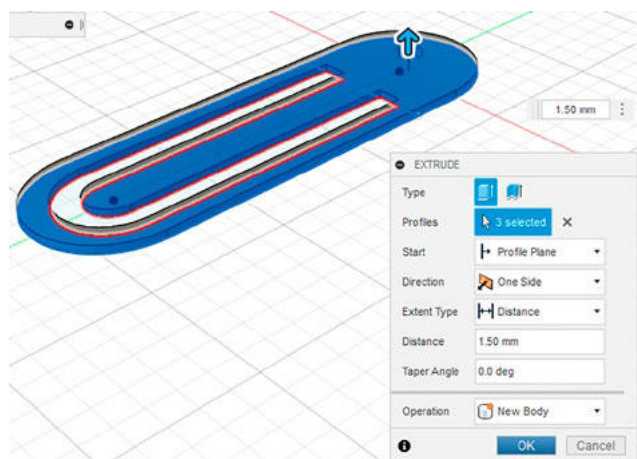 1.50 mm
EXTRUDE
Type
Profiles 3 selected
Start Profile Plane
Direction One Side
Extent Type Distance
Distance 1.50 mm
Taper Angle 0.0 deg
Operation New Body
OK Cancel